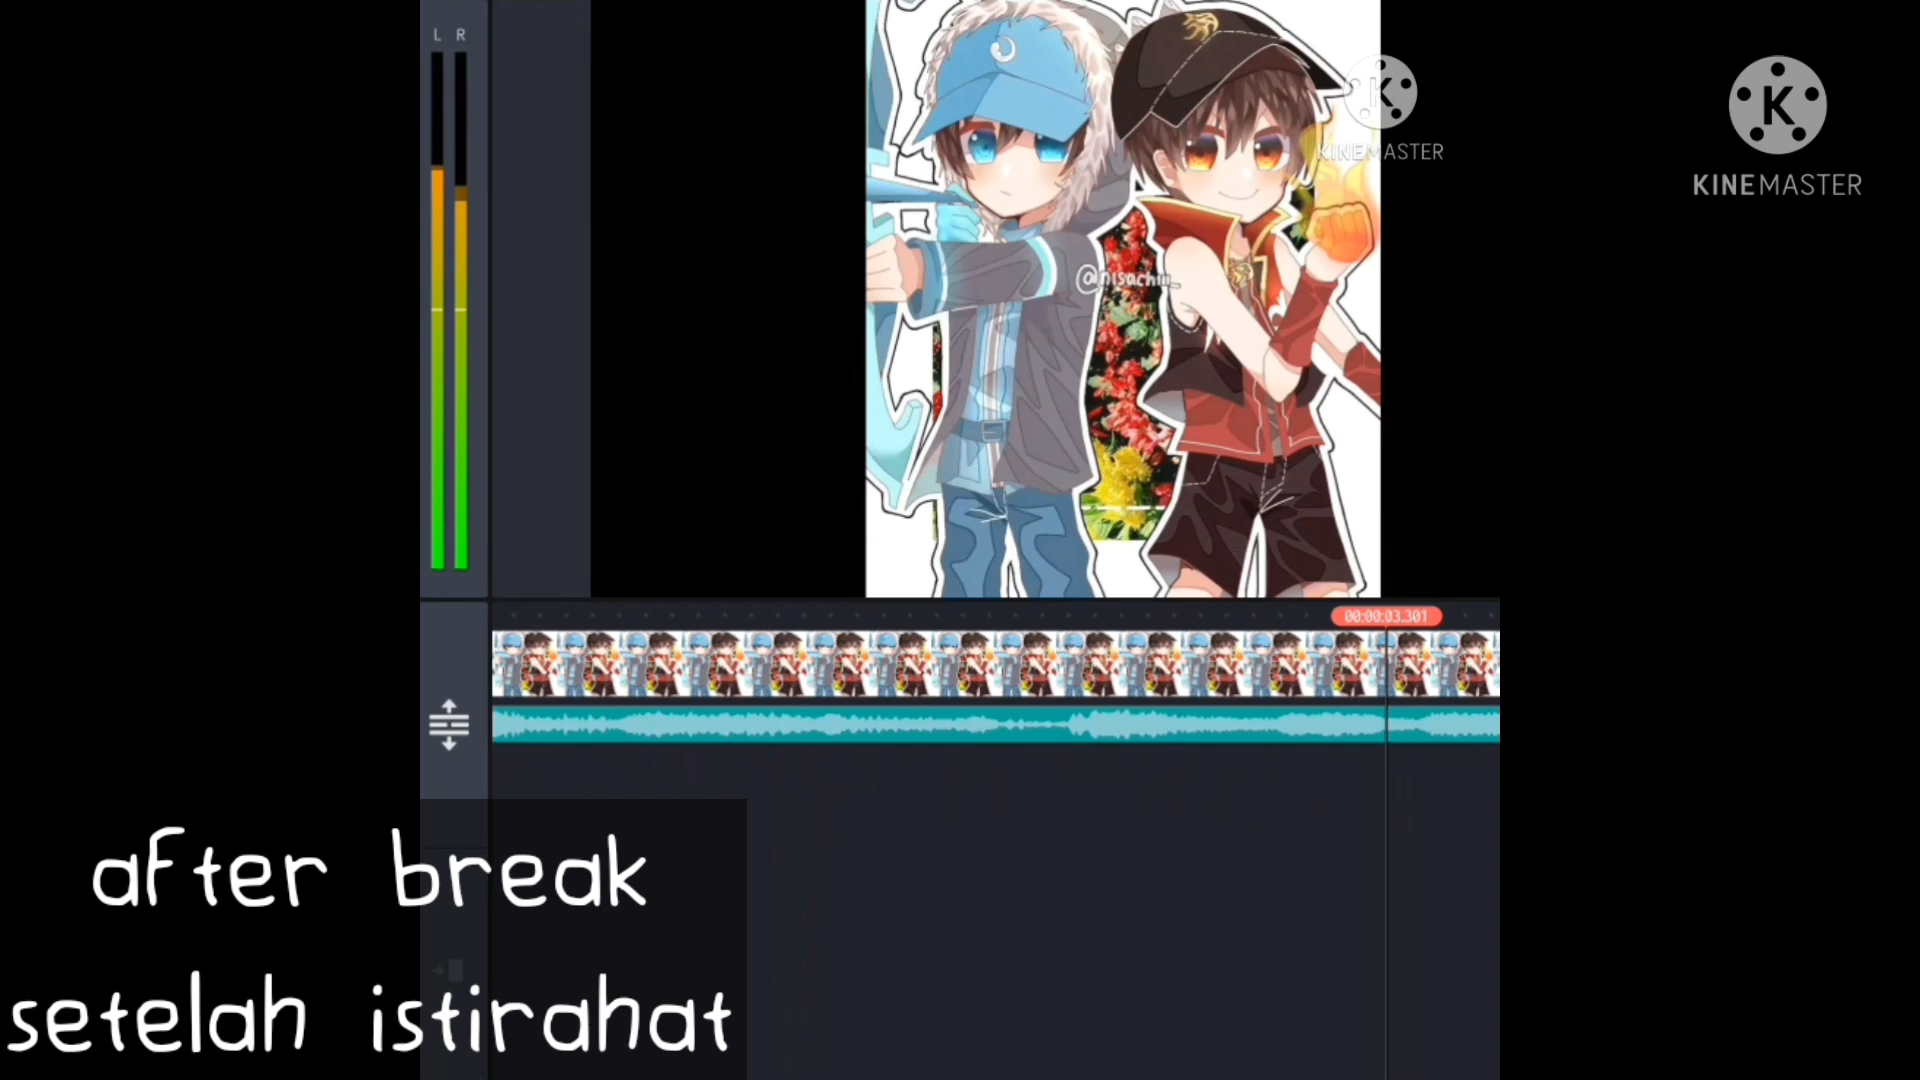 L R
KINEMASTER
KINEMASTER
@nisachiii_
00:00:03.301
after break
setelah istirahat